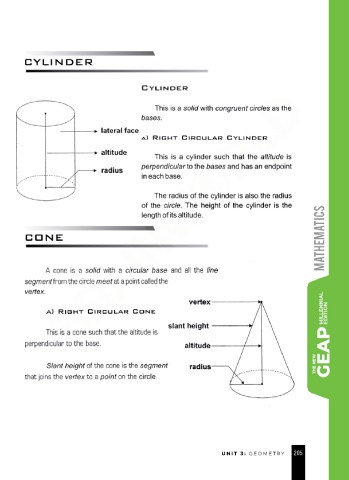 CYLINDER
CYLINDER
This is a solid with congruent circles as the
bases.
lateral face
altitude
radius
a) RIGHT CIRCULAR CYLINDER
This is a cylinder such that the altitude is
perpendicular to the bases and has an endpoint
in each base.
The radius of the cylinder is also the radius
of the circle. The height of the cylinder is the
length of its altitude.
CONE
A cone is a solid with a circular base and all the line
segment from the circle meet at a point called the
vertex.
a) RIGHT CIRCULAR CONE
This is a cone such that the altitude is
perpendicular to the base.
Slant height of the cone is the segment
that joins the vertex to a point on the circle.
vertex
slant height
altitude
radius
MATHEMATICS
THE NEW
GEAP
MILLENNIAL
EDITION
UNIT 3: GEOMETRY 205